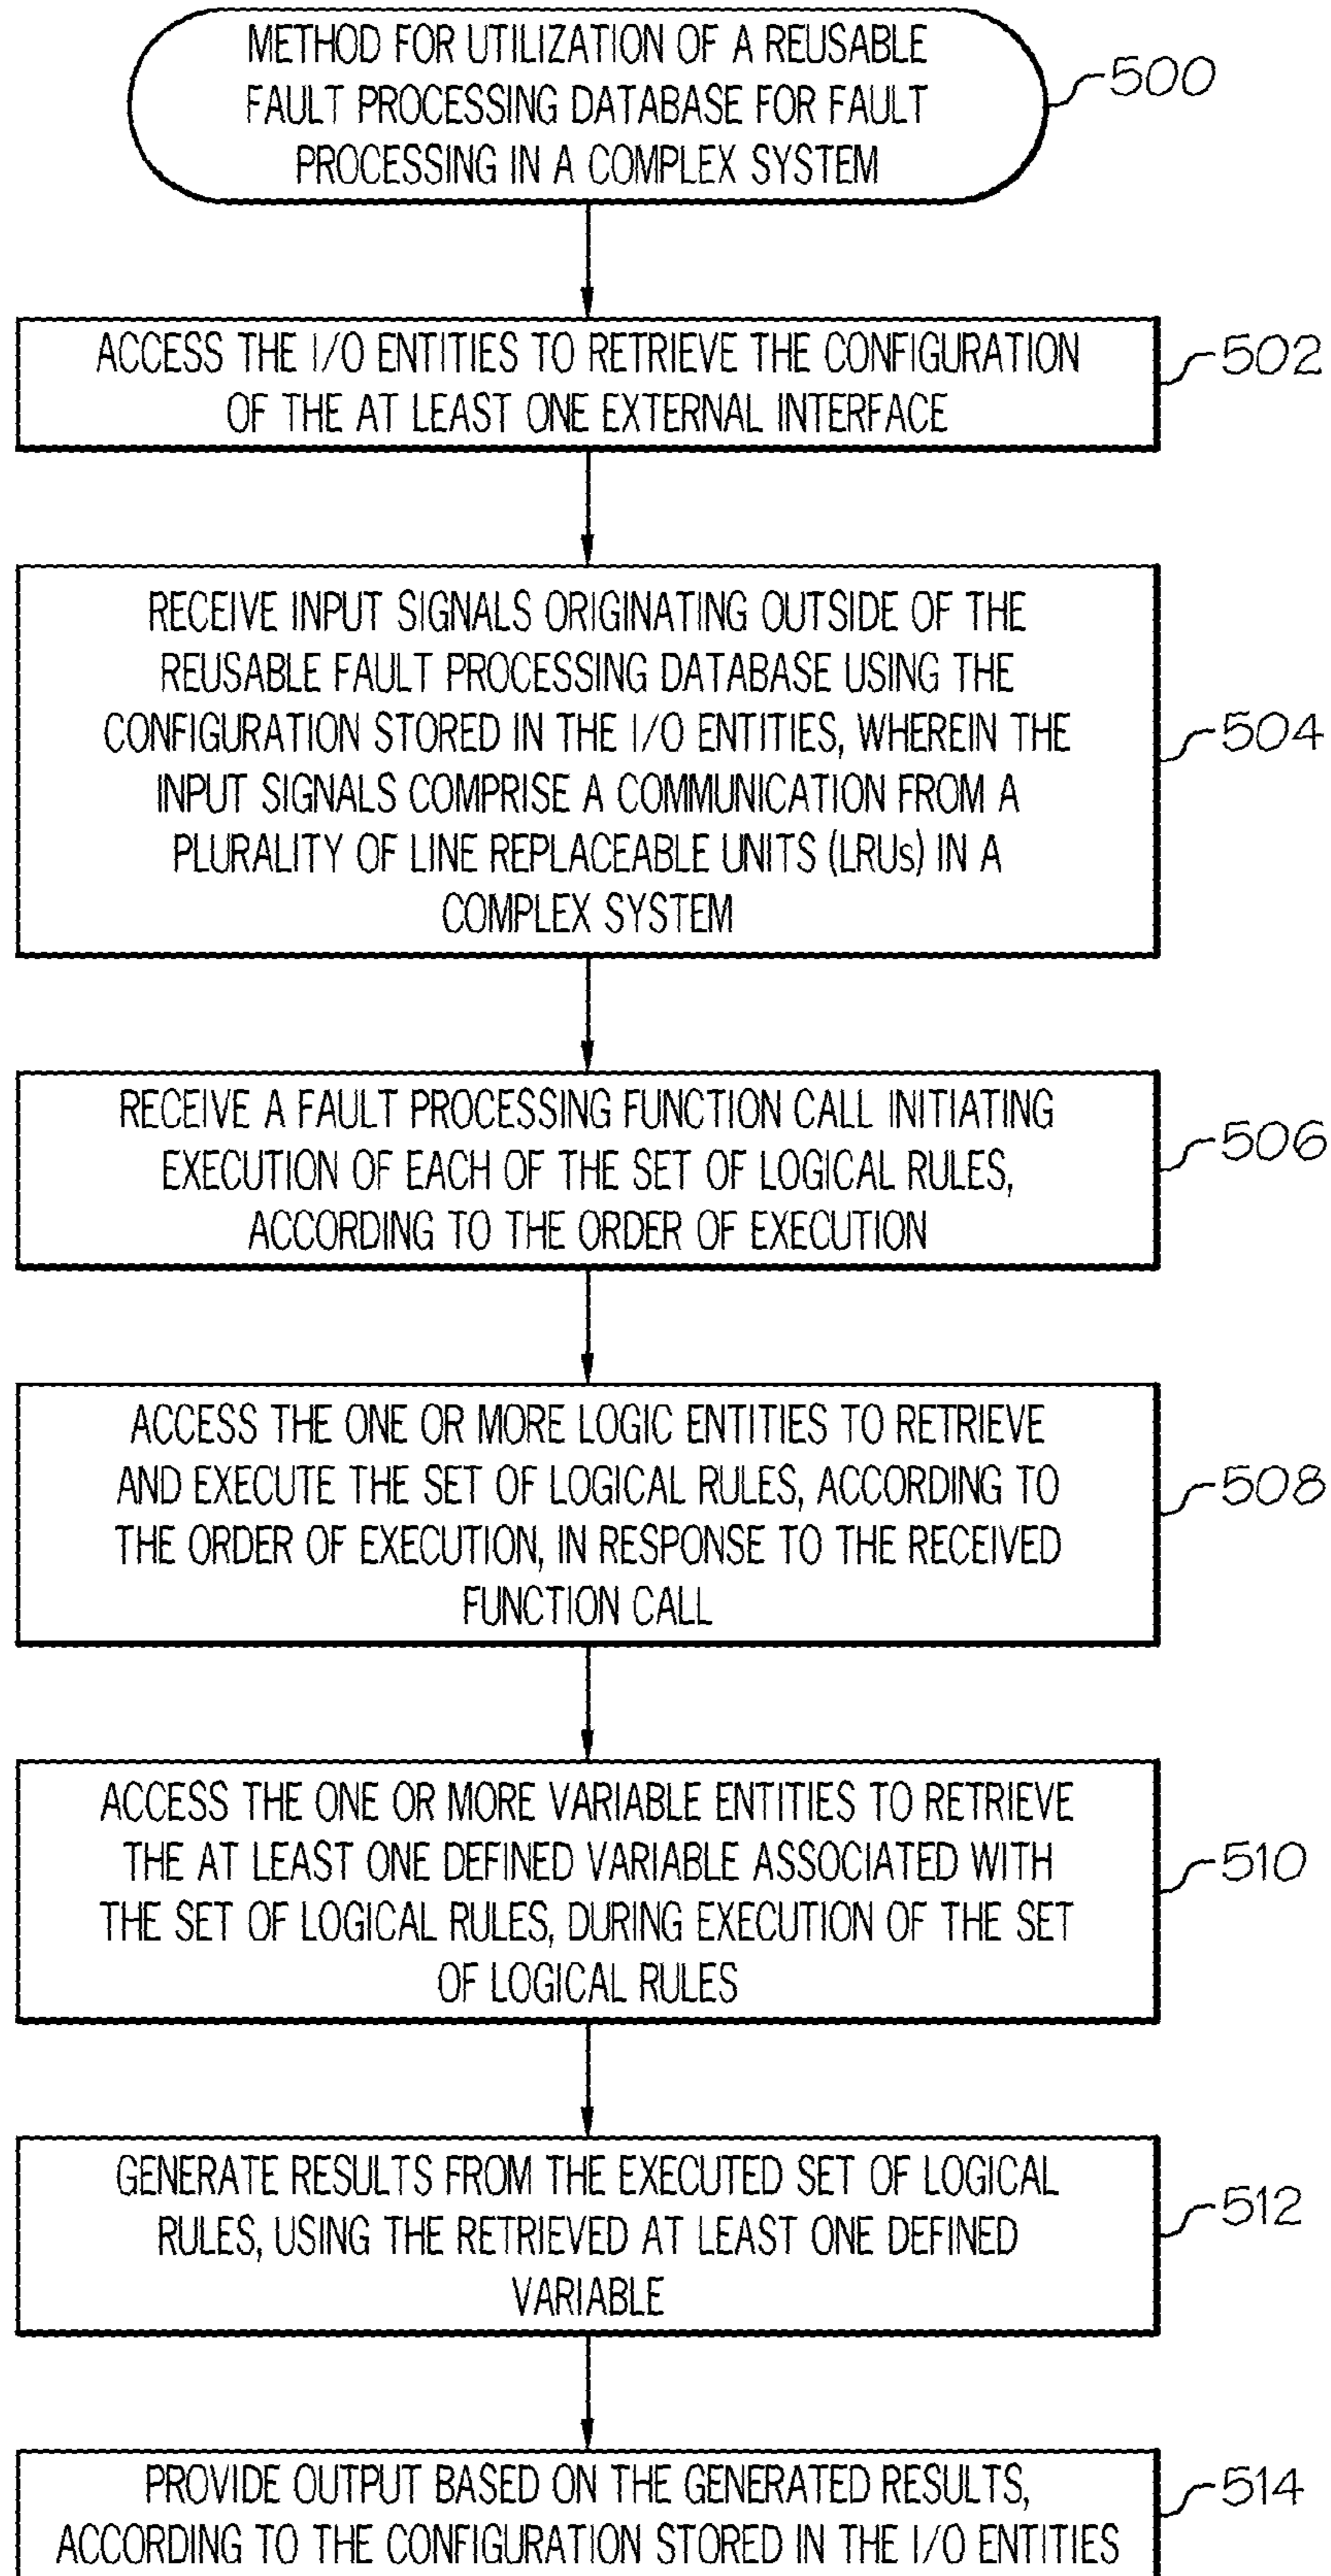 METHOD FOR UTILIZATION OF A REUSABLE
FAULT PROCESSING DATABASE FOR FAULT
PROCESSING IN A COMPLEX SYSTEM
500
ACCESS THE I/O ENTITIES TO RETRIEVE THE CONFIGURATION
OF THE AT LEAST ONE EXTERNAL INTERFACE
502
RECEIVE INPUT SIGNALS ORIGINATING OUTSIDE OF THE
REUSABLE FAULT PROCESSING DATABASE USING THE
CONFIGURATION STORED IN THE I/O ENTITIES, WHEREIN THE
INPUT SIGNALS COMPRISE A COMMUNICATION FROM A
PLURALITY OF LINE REPLACEABLE UNITS (LRUs) IN A
COMPLEX SYSTEM
504
RECEIVE A FAULT PROCESSING FUNCTION CALL INITIATING
EXECUTION OF EACH OF THE SET OF LOGICAL RULES,
ACCORDING TO THE ORDER OF EXECUTION
506
ACCESS THE ONE OR MORE LOGIC ENTITIES TO RETRIEVE
AND EXECUTE THE SET OF LOGICAL RULES, ACCORDING TO
THE ORDER OF EXECUTION, IN RESPONSE TO THE RECEIVED
FUNCTION CALL
508
ACCESS THE ONE OR MORE VARIABLE ENTITIES TO RETRIEVE
THE AT LEAST ONE DEFINED VARIABLE ASSOCIATED WITH
THE SET OF LOGICAL RULES, DURING EXECUTION OF THE SET
OF LOGICAL RULES
510
GENERATE RESULTS FROM THE EXECUTED SET OF LOGICAL
RULES, USING THE RETRIEVED AT LEAST ONE DEFINED
VARIABLE
512
PROVIDE OUTPUT BASED ON THE GENERATED RESULTS,
ACCORDING TO THE CONFIGURATION STORED IN THE I/O ENTITIES
514